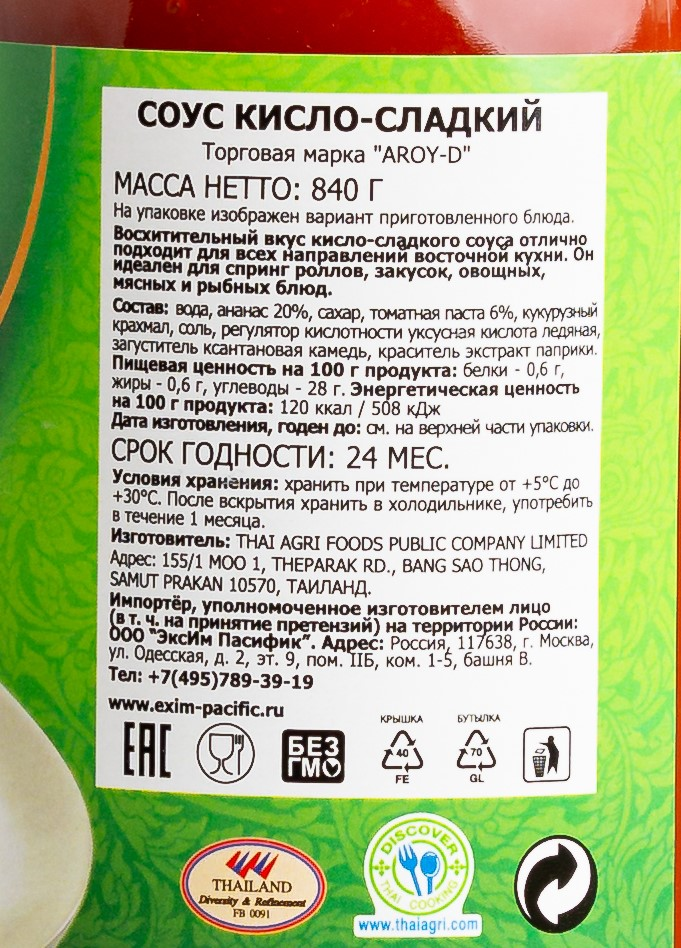 СОУС КИСЛО-СЛАДКИЙ
Торговая марка "AROY-D"
МАССА НЕТТО: 840 Г
На упаковке изображен вариант приготовленного блюда.
Восхитительный вкус кисло-сладкого соуса отлично
подходит для всех направлений восточной кухни. Он
идеален для спринг роллов, закусок, овощных,
мясных и рыбных блюд.
Состав: вода, ананас 20%, сахар, томатная паста 6%, кукурузный
крахмал, соль, регулятор кислотности уксусная кислота ледяная,
загуститель ксантановая камедь, краситель экстракт паприки.
Пищевая ценность на 100 г продукта: белки - 0,6 г,
жиры - 0,6 г, углеводы - 28 г. Энергетическая ценность
на 100 г продукта: 120 ккал / 508 кДж
Дата изготовления, годен до: см. на верхней части упаковки.
СРОК ГОДНОСТИ: 24 МЕС.
Условия хранения: хранить при температуре от +5°С до
+30°С. После вскрытия хранить в холодильнике, употребить
в течение 1 месяца.
Изготовитель: THAI AGRI FOODS PUBLIC COMPANY LIMITED
Адрес: 155/1 MOO 1, THEPARAK RD., BANG SAO THONG,
SAMUT PRAKAN 10570, ТАИЛАНД.
Импортёр, уполномоченное изготовителем лицо
(в т. ч. на принятие претензий) на территории России:
ООО "ЭксИм Пасифик". Адрес: Россия, 117638, г. Москва,
ул. Одесская, д. 2, эт. 9, пом. IIБ, ком. 1-5, башня В.
Тел: +7(495)789-39-19
www.exim-pacific.ru
КРЫШКА БУТЫЛКА
EAC БЕЗ ГМО 40 70
FE GL
DISCOVER
THAI COOKING
THAILAND
Diversity & Refinement
FB 0091
www.thaiagri.com